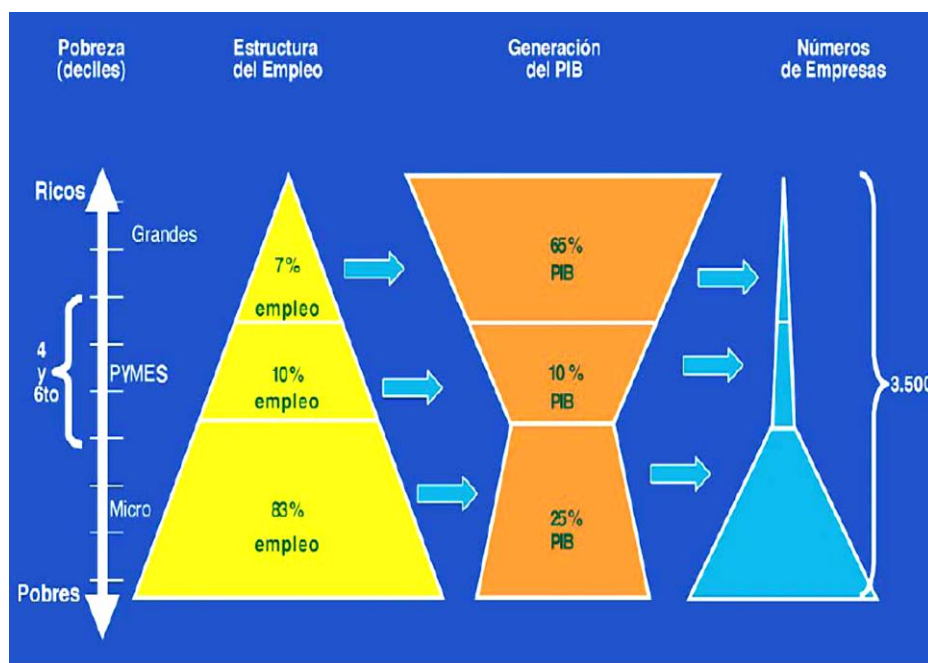 Pobreza
(deciles)
Estructura
del Empleo
Generación
del PIB
Números
de Empresas
Ricos
Grandes
4
y
6to
PYMES
Micro
Pobres
7%
empleo
10%
empleo
83%
empleo
65%
PIB
10%
PIB
25%
PIB
3.500